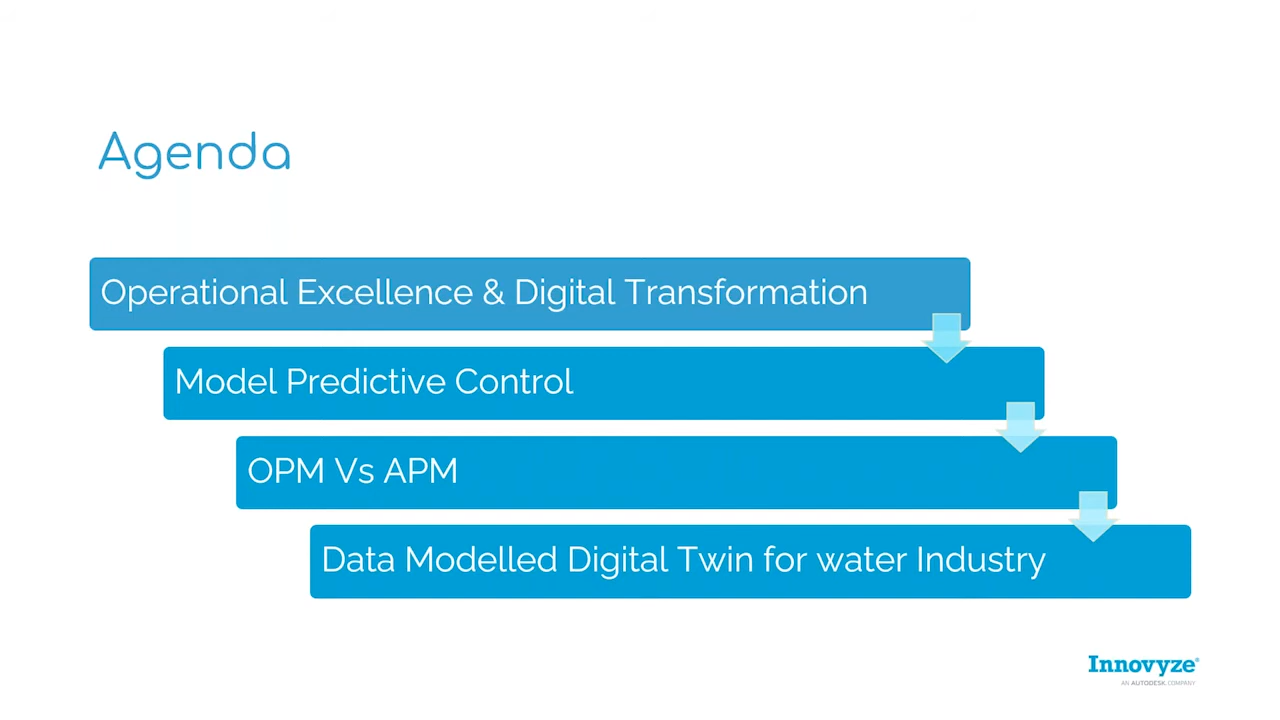 Agenda
Operational Excellence & Digital Transformation
Model Predictive Control
OPM Vs APM
Data Modelled Digital Twin for water Industry
Innovyze®
AN AUTODESK COMPANY